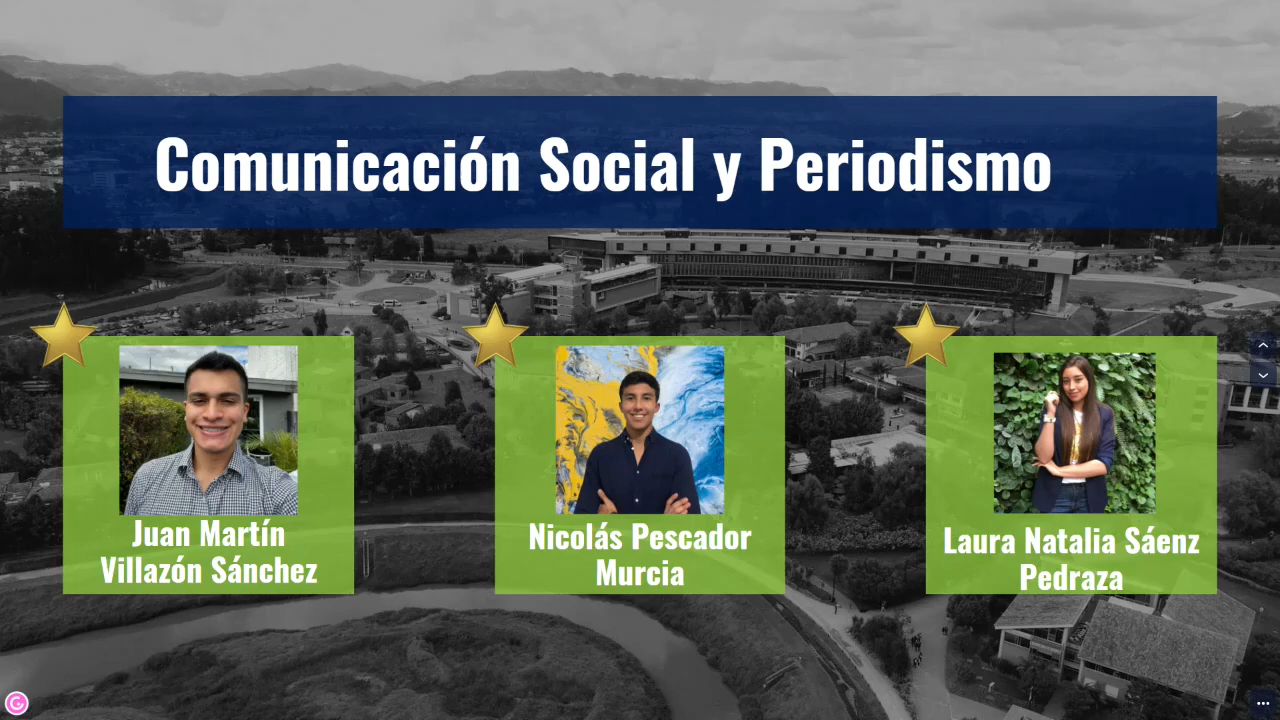 Comunicación Social y Periodismo
Juan Martín
Villazón Sánchez
Nicolás Pescador
Murcia
Laura Natalia Sáenz
Pedraza